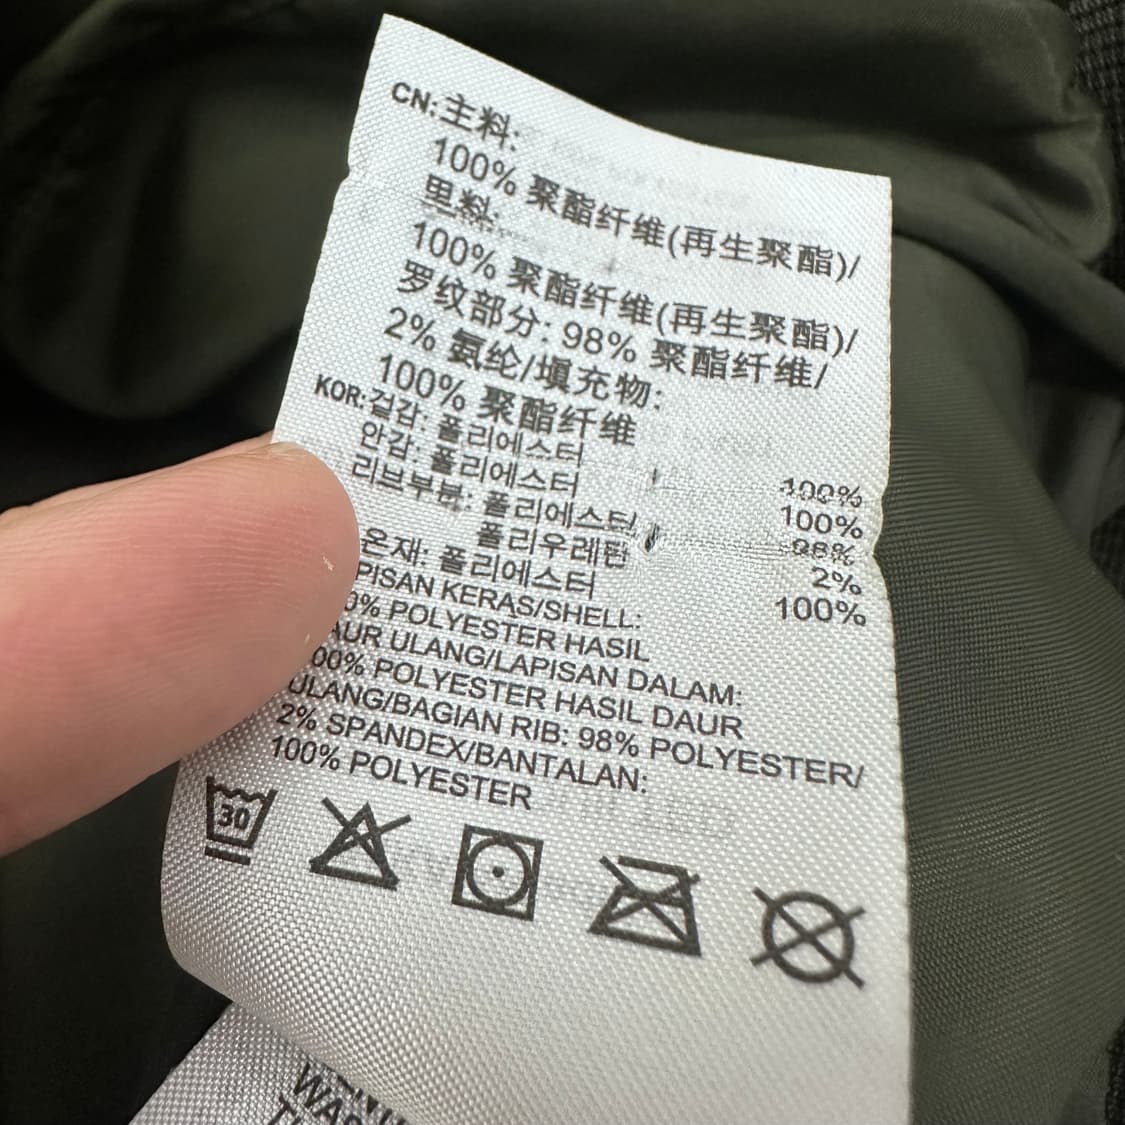 CN:主料:
100% 聚酯纤维(再生聚酯)/
里料:
100% 聚酯纤维(再生聚酯)/
罗纹部分: 98% 聚酯纤维/
2% 氨纶/填充物:
100% 聚酯纤维
KOR:겉감: 폴리에스터 100%
안감: 폴리에스터 100%
리브부분: 폴리에스터 98%
폴리우레탄 2%
온재: 폴리에스터 100%
PISAN KERAS/SHELL:
0% POLYESTER HASIL
AUR ULANG/LAPISAN DALAM:
00% POLYESTER HASIL DAUR
ULANG/BAGIAN RIB: 98% POLYESTER/
2% SPANDEX/BANTALAN:
100% POLYESTER
30